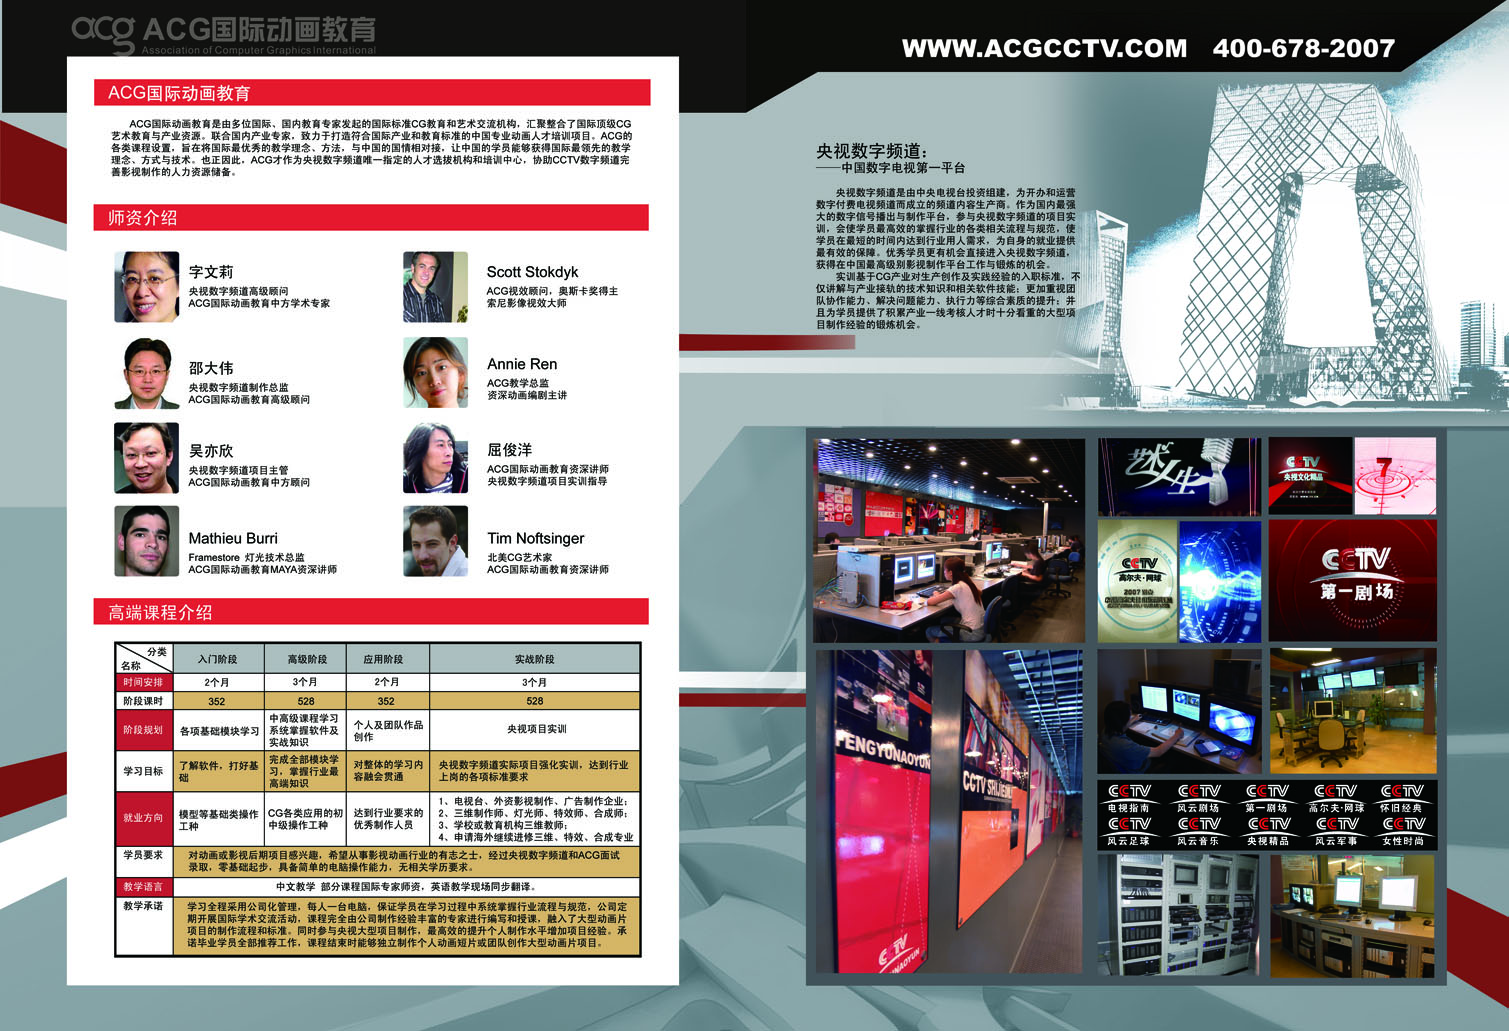 acg ACG国际动画教育
Association of Computer Graphics International
WWW.ACGCCTV.COM 400-678-2007
ACG国际动画教育
ACG国际动画教育是由多位国际、国内教育专家发起的国际标准CG教育和艺术交流机构，汇聚整合了国际顶级CG
艺术教育与产业资源。联合国内产业专家，致力于打造符合国际产业和教育标准的中国专业动画人才培训项目。ACG的
各类课程设置，旨在将国际最优秀的教学理念、方法，与中国的国情相对接，让中国的学员能够获得国际最领先的教学
理念、方式与技术。也正因此，ACG才作为央视数字频道唯一指定的人才选拔机构和培训中心，协助CCTV数字频道完
善影视制作的人力资源储备。
师资介绍
字文莉
央视数字频道高级顾问
ACG国际动画教育中方学术专家
Scott Stokdyk
ACG视效顾问，奥斯卡奖得主
索尼影像视效大师
邵大伟
央视数字频道制作总监
ACG国际动画教育高级顾问
Annie Ren
ACG教学总监
资深动画编剧主讲
吴亦欣
央视数字频道项目主管
ACG国际动画教育中方顾问
屈俊洋
ACG国际动画教育资深讲师
央视数字频道项目实训指导
Mathieu Burri
Framestore 灯光技术总监
ACG国际动画教育MAYA资深讲师
Tim Noftsinger
北美CG艺术家
ACG国际动画教育资深讲师
高端课程介绍
分类
名称
入门阶段 高级阶段 应用阶段 实战阶段
时间安排 2个月 3个月 2个月 3个月
阶段课时 352 528 352 528
阶段规划 各项基础模块学习
中高级课程学习
系统掌握软件及
实战知识
个人及团队作品
创作
央视项目实训
学习目标
了解软件，打好基
础
完成全部模块学
习，掌握行业最
高端知识
对整体的学习内
容融会贯通
央视数字频道实际项目强化实训，达到行业
上岗的各项标准要求
就业方向
模型等基础类操作
工种
CG各类应用的初
中级操作工种
达到行业要求的
优秀制作人员
1、电视台、外资影视制作、广告制作企业；
2、三维制作师、灯光师、特效师、合成师；
3、学校或教育机构三维教师；
4、申请海外继续进修三维、特效、合成专业
学员要求
对动画或影视后期项目感兴趣，希望从事影视动画行业的有志之士，经过央视数字频道和ACG面试
录取，零基础起步，具备简单的电脑操作能力，无相关学历要求。
教学语言 中文教学 部分课程国际专家师资，英语教学现场同步翻译。
教学承诺
学习全程采用公司化管理，每人一台电脑，保证学员在学习过程中系统掌握行业流程与规范，公司定
期开展国际学术交流活动，课程完全由公司制作经验丰富的专家进行编写和授课，融入了大型动画片
项目的制作流程和标准。同时参与央视大型项目制作，最高效的提升个人制作水平增加项目经验。承
诺毕业学员全部推荐工作，课程结束时能够独立制作个人动画短片或团队创作大型动画片项目。
央视数字频道：
——中国数字电视第一平台
央视数字频道是由中央电视台投资组建，为开办和运营
数字付费电视频道而成立的频道内容生产商。作为国内最强
大的数字信号播出与制作平台，参与央视数字频道的项目实
训，会使学员最高效的掌握行业的各类相关流程与规范，使
学员在最短的时间内达到行业用人需求，为自身的就业提供
最有效的保障。优秀学员更有机会直接进入央视数字频道，
获得在中国最高级别影视制作平台工作与锻炼的机会。
实训基于CG产业对生产创作及实践经验的入职标准，不
仅讲解与产业接轨的技术知识和相关软件技能；更加重视团
队协作能力、解决问题能力、执行力等综合素质的提升；并
且为学员提供了积累产业一线考核人才时十分看重的大型项
目制作经验的锻炼机会。
艺术人生
CCTV
央视文化精品
7
CCTV
高尔夫·网球
CCTV
第一剧场
PENGYUNAOYUN
CCTV
CCTV CCTV CCTV CCTV CCTV
电视指南 风云剧场 第一剧场 高尔夫·网球 怀旧经典
CCTV CCTV CCTV CCTV CCTV
风云足球 风云音乐 央视精品 风云军事 女性时尚